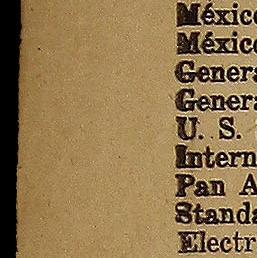 México
México
Genera
Genera
U. S.
Intern
Pan A
Standa
Electr